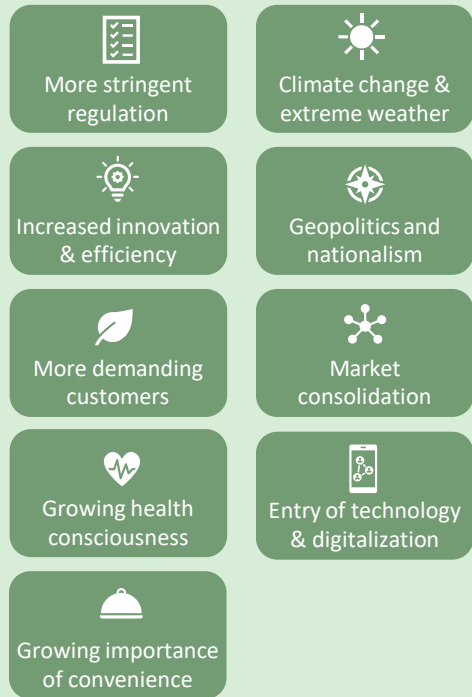 More stringent
regulation
Climate change &
extreme weather
Increased innovation
& efficiency
Geopolitics and
nationalism
More demanding
customers
Market
consolidation
Growing health
consciousness
Entry of technology
& digitalization
Growing importance
of convenience